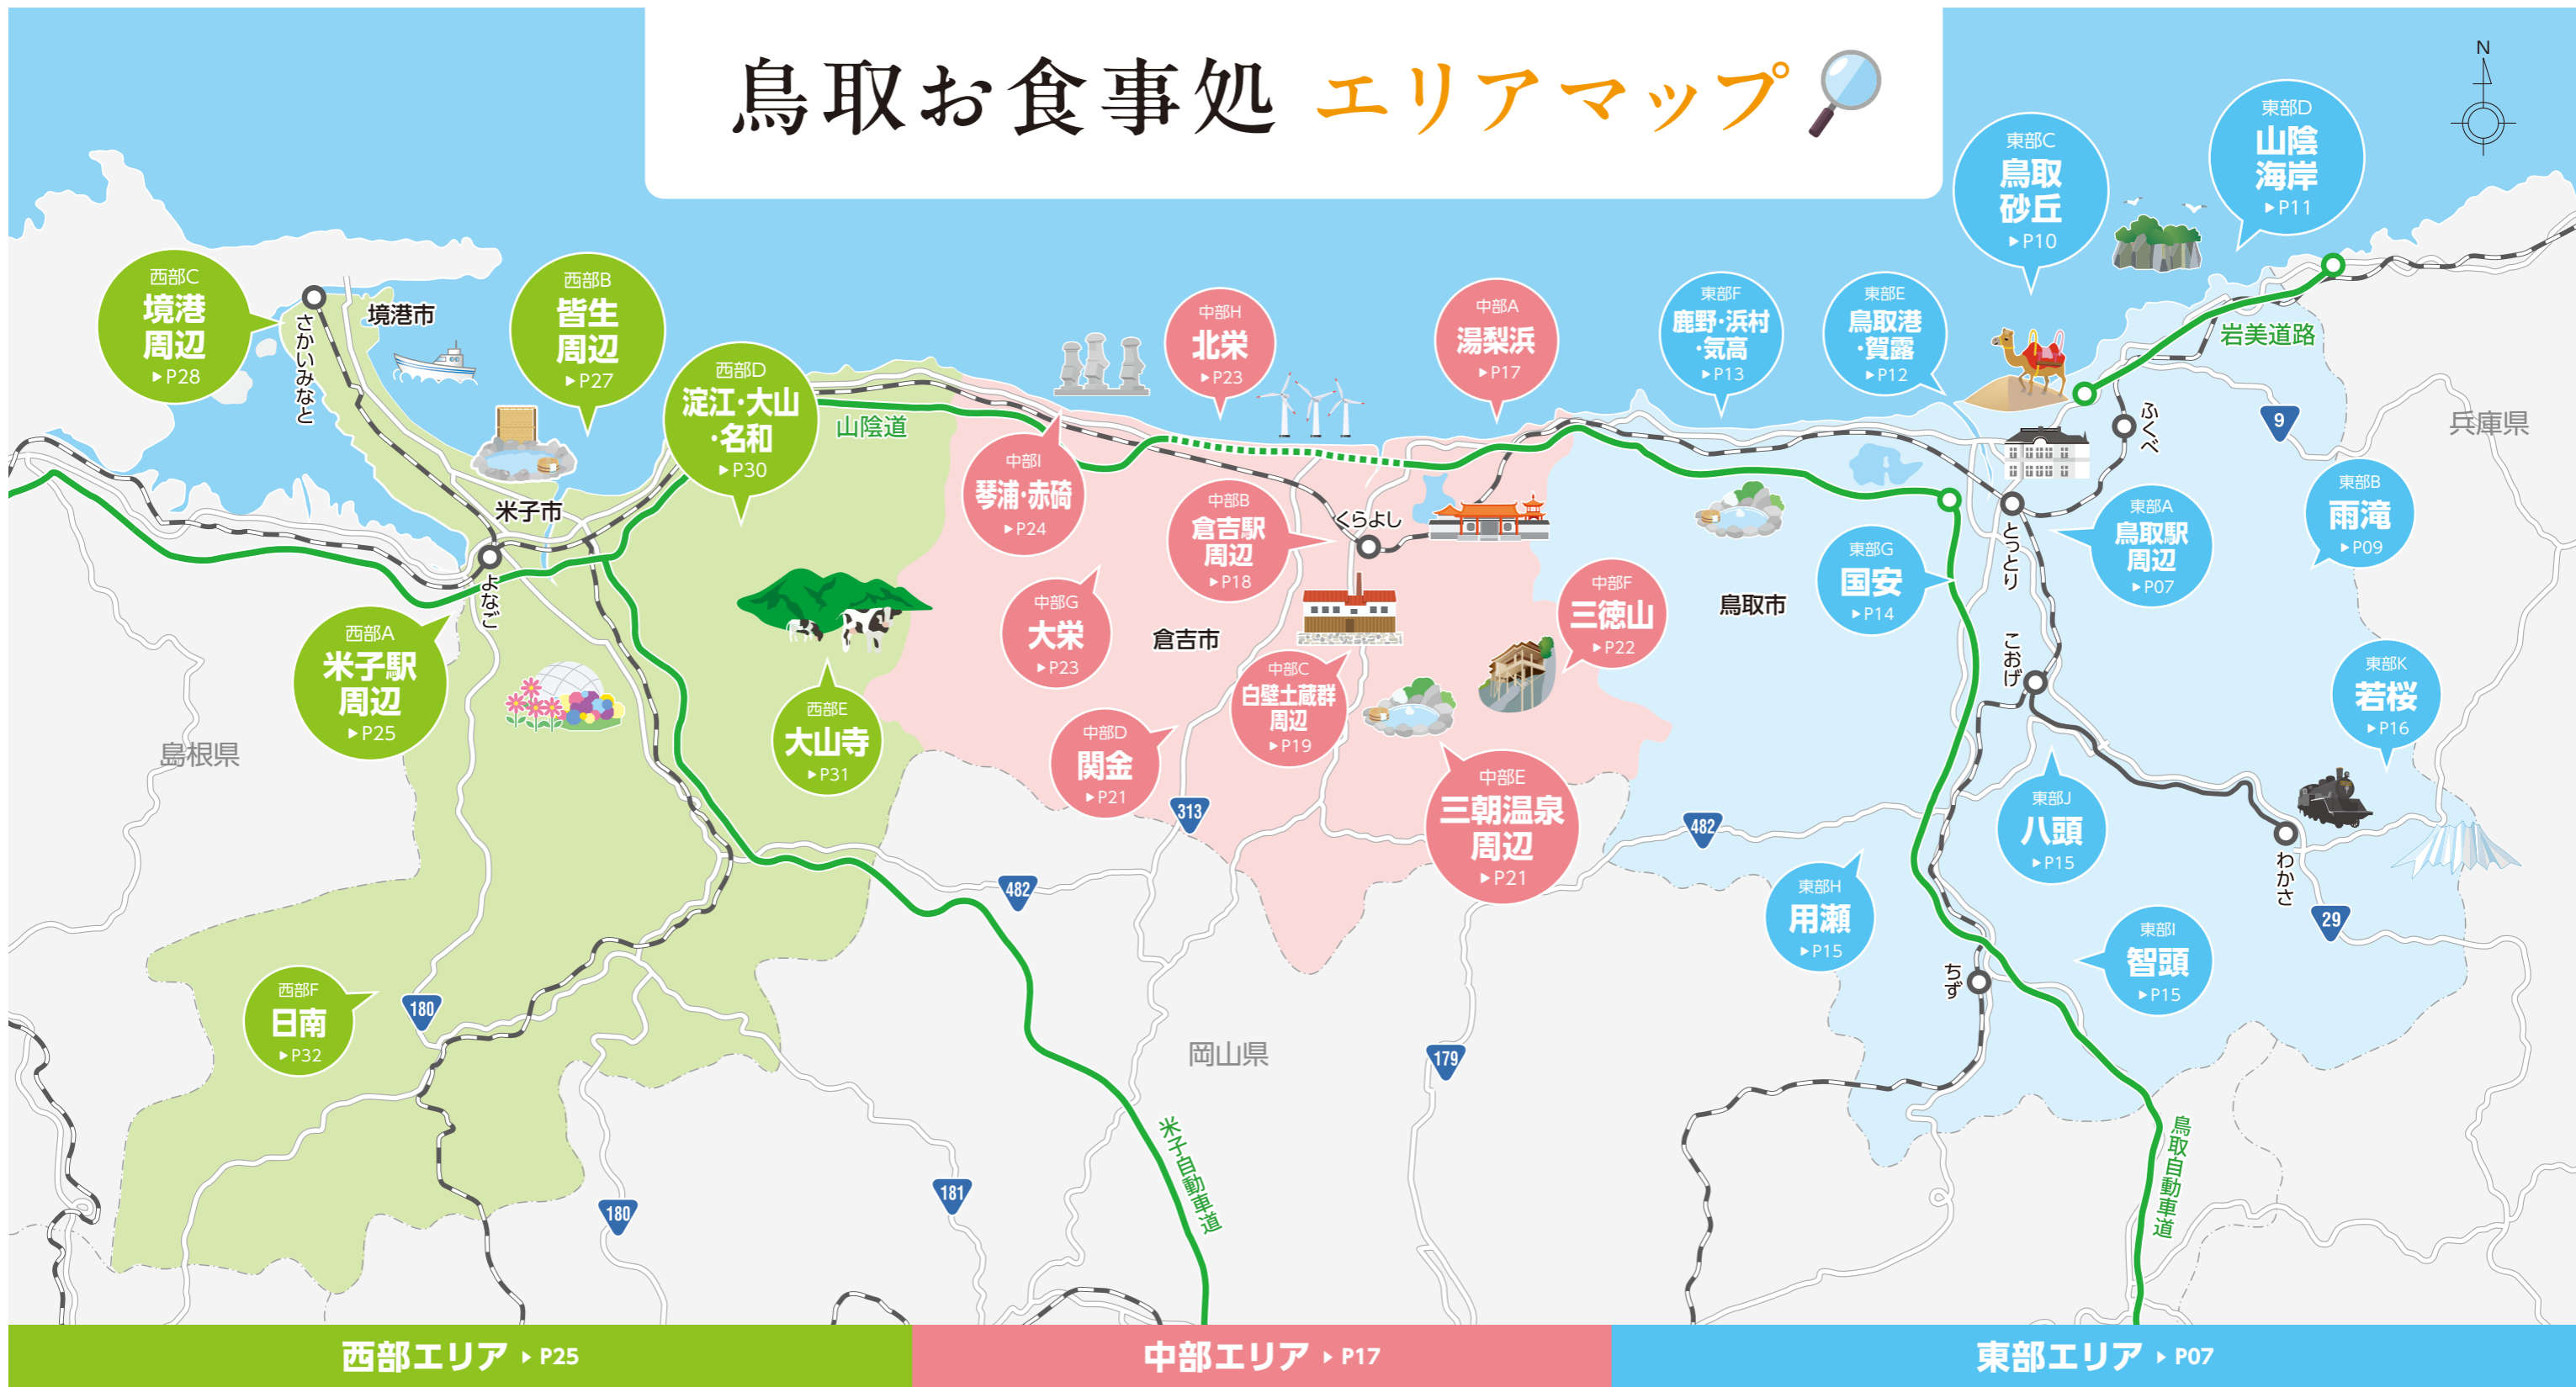 鳥取お食事処 エリアマップ
N
西部C
境港
周辺
▶P28
さかいみなと
境港市
西部B
皆生
周辺
▶P27
西部D
淀江・大山
・名和
▶P30
山陰道
米子市
よなご
西部A
米子駅
周辺
▶P25
西部E
大山寺
▶P31
西部F
日南
▶P32
島根県
180
180
181
482
米子自動車道
中部H
北栄
▶P23
中部A
湯梨浜
▶P17
中部I
琴浦・赤碕
▶P24
中部B
倉吉駅
周辺
▶P18
くらよし
中部G
大栄
▶P23
倉吉市
中部C
白壁土蔵群
周辺
▶P19
中部F
三徳山
▶P22
中部D
関金
▶P21
中部E
三朝温泉
周辺
▶P21
313
179
岡山県
東部F
鹿野・浜村
・気高
▶P13
東部E
鳥取港
・賀露
▶P12
東部C
鳥取
砂丘
▶P10
東部D
山陰
海岸
▶P11
岩美道路
ふくべ
9
兵庫県
東部B
雨滝
▶P09
東部A
鳥取駅
周辺
▶P07
とっとり
東部G
国安
▶P14
鳥取市
こおげ
東部K
若桜
▶P16
東部J
八頭
▶P15
482
わかさ
29
東部H
用瀬
▶P15
東部I
智頭
▶P15
ちず
鳥取自動車道
西部エリア ▶ P25
中部エリア ▶ P17
東部エリア ▶ P07